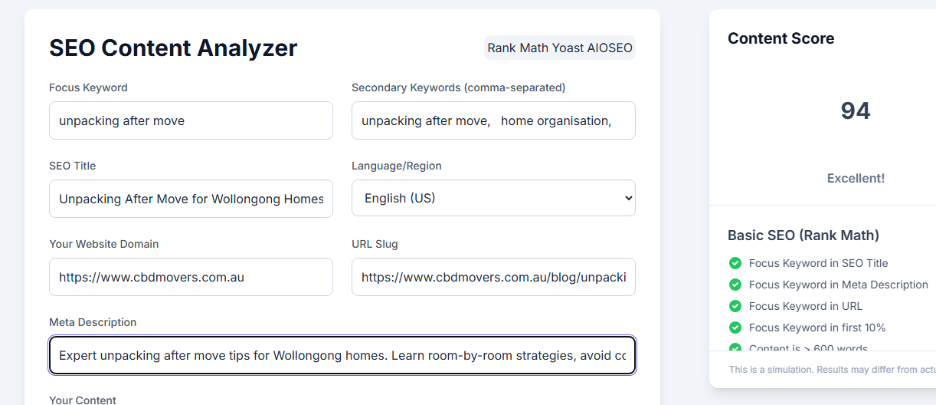 SEO Content Analyzer
Rank Math Yoast AIOSEO
Focus Keyword
Secondary Keywords (comma-separated)
unpacking after move
unpacking after move,   home organisation,
SEO Title
Language/Region
Unpacking After Move for Wollongong Homes
English (US)
Your Website Domain
URL Slug
https://www.cbdmovers.com.au
https://www.cbdmovers.com.au/blog/unpacki
Meta Description
Expert unpacking after move tips for Wollongong homes. Learn room-by-room strategies, avoid
Your Content
Content Score
94
Excellent!
Basic SEO (Rank Math)
Focus Keyword in SEO Title
Focus Keyword in Meta Description
Focus Keyword in URL
Focus Keyword in first 10%
Content is > 600 words
This is a simulation. Results may differ from